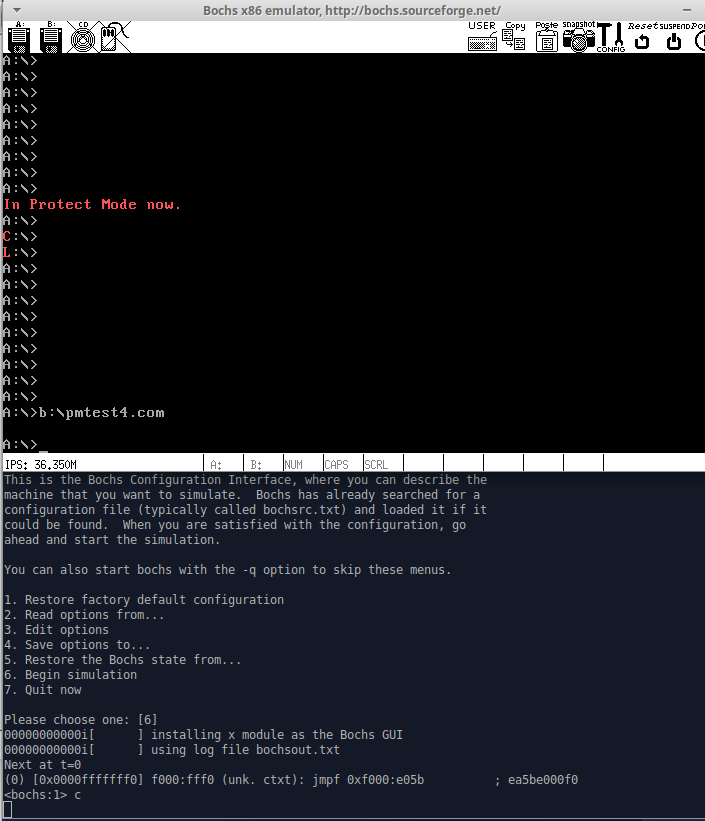 Bochs x86 emulator, http://bochs.sourceforge.net/
A: B: CD USER Copy Paste snapshot CONFIG Reset SUSPEND
A:\>
A:\>
A:\>
A:\>
A:\>
A:\>
A:\>
A:\>
A:\>
In Protect Mode now.
A:\>
C:\>
L:\>
A:\>
A:\>
A:\>
A:\>
A:\>
A:\>
A:\>
A:\>
A:\>
A:\>b:\pmtest4.com
A:\>_
IPS: 36.350M A: B: NUM CAPS SCRL
This is the Bochs Configuration Interface, where you can describe the
machine that you want to simulate.  Bochs has already searched for a
configuration file (typically called bochsrc.txt) and loaded it if it
could be found.  When you are satisfied with the configuration, go
ahead and start the simulation.
You can also start bochs with the -q option to skip these menus.
1. Restore factory default configuration
2. Read options from...
3. Edit options
4. Save options to...
5. Restore the Bochs state from...
6. Begin simulation
7. Quit now
Please choose one: [6]
00000000000i[      ] installing x module as the Bochs GUI
00000000000i[      ] using log file bochsout.txt
Next at t=0
(0) [0x0000fffffff0] f000:fff0 (unk. ctxt): jmpf 0xf000:e05b          ; ea5be000f0
<bochs:1> c